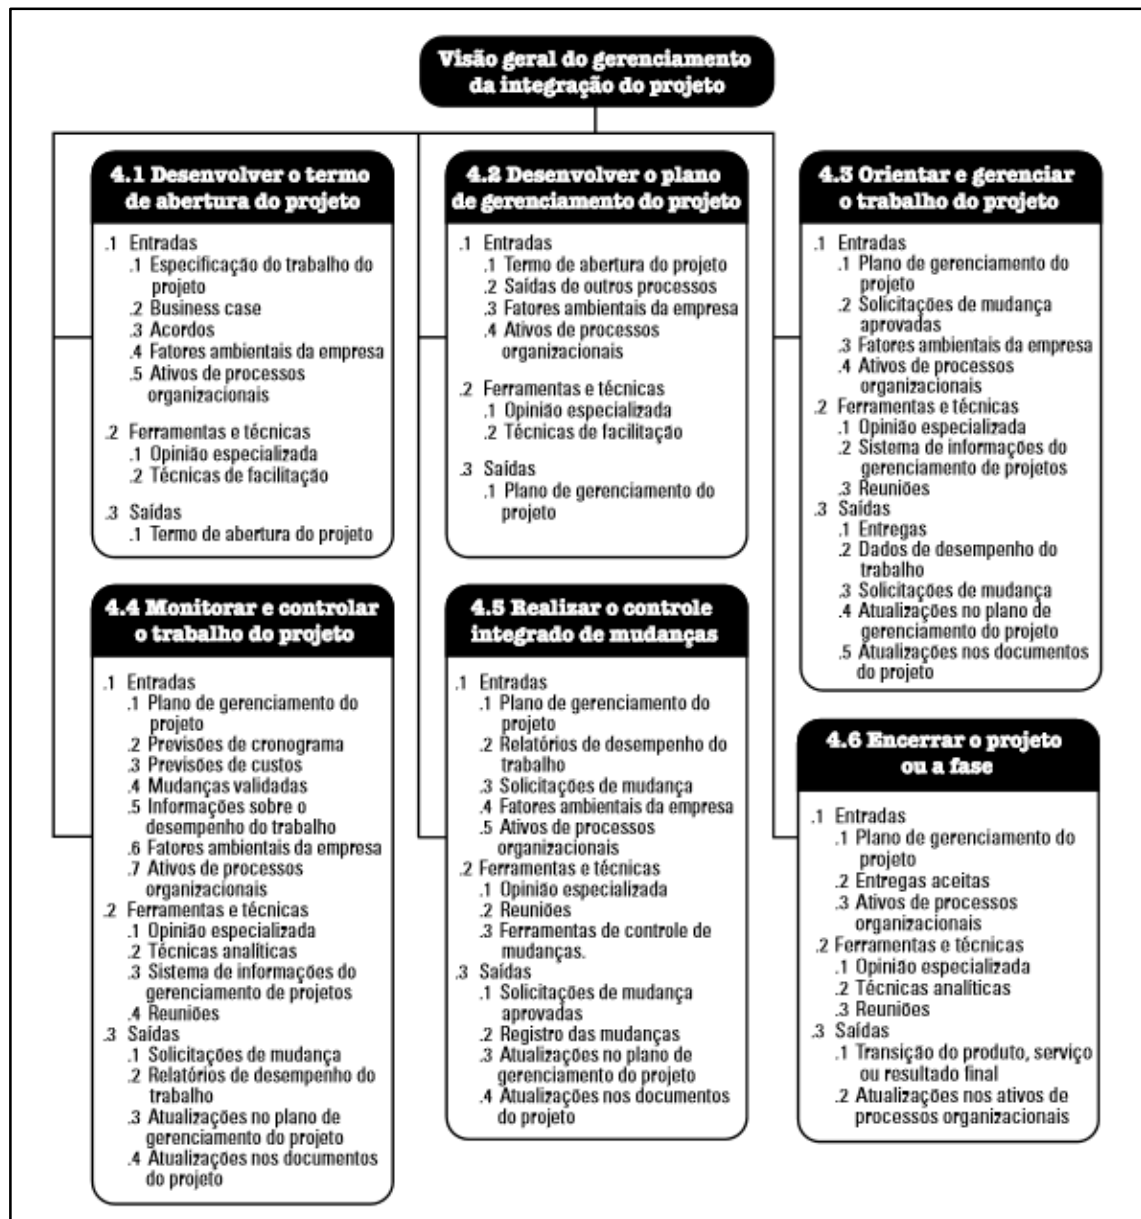 Visão geral do gerenciamento
da integração do projeto
4.1 Desenvolver o termo
de abertura do projeto
.1 Entradas
.1 Especificação do trabalho do
projeto
.2 Business case
.3 Acordos
.4 Fatores ambientais da empresa
.5 Ativos de processos
organizacionais
.2 Ferramentas e técnicas
.1 Opinião especializada
.2 Técnicas de facilitação
.3 Saídas
.1 Termo de abertura do projeto
4.2 Desenvolver o plano
de gerenciamento do projeto
.1 Entradas
.1 Termo de abertura do projeto
.2 Saídas de outros processos
.3 Fatores ambientais da empresa
.4 Ativos de processos
organizacionais
.2 Ferramentas e técnicas
.1 Opinião especializada
.2 Técnicas de facilitação
.3 Saídas
.1 Plano de gerenciamento do
projeto
4.3 Orientar e gerenciar
o trabalho do projeto
.1 Entradas
.1 Plano de gerenciamento do
projeto
.2 Solicitações de mudança
aprovadas
.3 Fatores ambientais da empresa
.4 Ativos de processos
organizacionais
.2 Ferramentas e técnicas
.1 Opinião especializada
.2 Sistema de informações do
gerenciamento de projetos
.3 Reuniões
.3 Saídas
.1 Entregas
.2 Dados de desempenho do
trabalho
.3 Solicitações de mudança
.4 Atualizações no plano de
gerenciamento do projeto
.5 Atualizações nos documentos
do projeto
4.4 Monitorar e controlar
o trabalho do projeto
.1 Entradas
.1 Plano de gerenciamento do
projeto
.2 Previsões de cronograma
.3 Previsões de custos
.4 Mudanças validadas
.5 Informações sobre o
desempenho do trabalho
.6 Fatores ambientais da empresa
.7 Ativos de processos
organizacionais
.2 Ferramentas e técnicas
.1 Opinião especializada
.2 Técnicas analíticas
.3 Sistema de informações do
gerenciamento de projetos
.4 Reuniões
.3 Saídas
.1 Solicitações de mudança
.2 Relatórios de desempenho do
trabalho
.3 Atualizações no plano de
gerenciamento do projeto
.4 Atualizações nos documentos
do projeto
4.5 Realizar o controle
integrado de mudanças
.1 Entradas
.1 Plano de gerenciamento do
projeto
.2 Relatórios de desempenho do
trabalho
.3 Solicitações de mudança
.4 Fatores ambientais da empresa
.5 Ativos de processos
organizacionais
.2 Ferramentas e técnicas
.1 Opinião especializada
.2 Reuniões
.3 Ferramentas de controle de
mudanças.
.3 Saídas
.1 Solicitações de mudança
aprovadas
.2 Registro das mudanças
.3 Atualizações no plano de
gerenciamento do projeto
.4 Atualizações nos documentos
do projeto
4.6 Encerrar o projeto
ou a fase
.1 Entradas
.1 Plano de gerenciamento do
projeto
.2 Entregas aceitas
.3 Ativos de processos
organizacionais
.2 Ferramentas e técnicas
.1 Opinião especializada
.2 Técnicas analíticas
.3 Reuniões
.3 Saídas
.1 Transição do produto, serviço
ou resultado final
.2 Atualizações nos ativos de
processos organizacionais